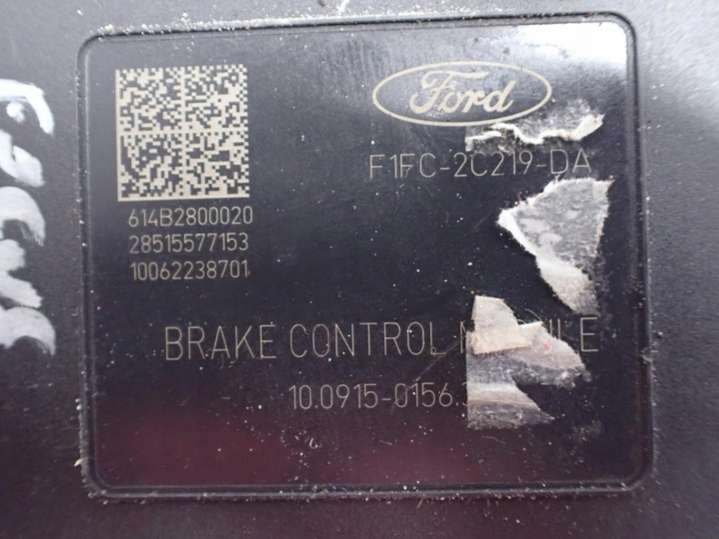 Ford
F1FC-2C219-DA
614B2800020
28515577153
10062238701
BRAKE CONTROL
10.0915-0156.